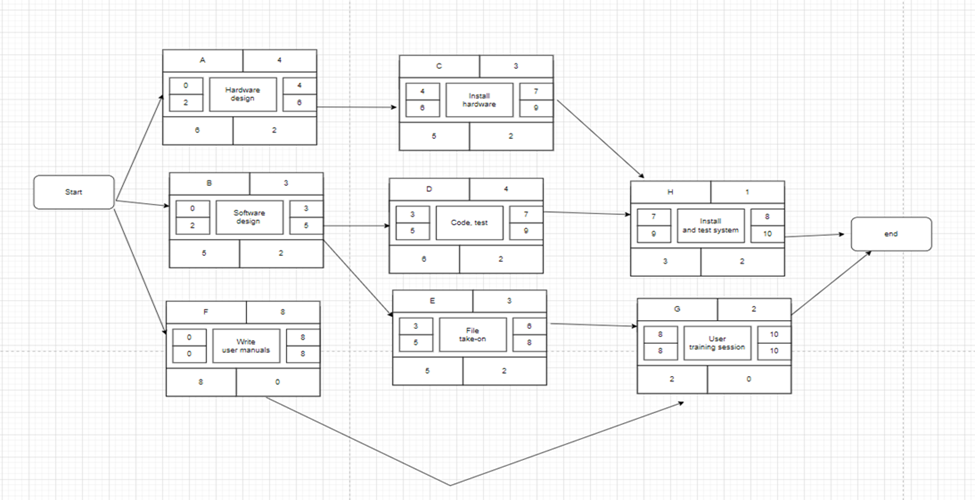 A 4
0 4
Hardware
design
2 6
6 2
C 3
4 7
Install
hardware
6 9
5 2
Start
B 3
0 3
Software
design
2 5
5 2
D 4
3 7
Code, test
5 9
6 2
H 1
7 8
Install
and test system
9 10
3 2
end
F 8
0 8
Write
user manuals
0 8
8 0
E 3
3 6
File
take-on
5 8
5 2
G 2
8 10
User
training session
8 10
2 0